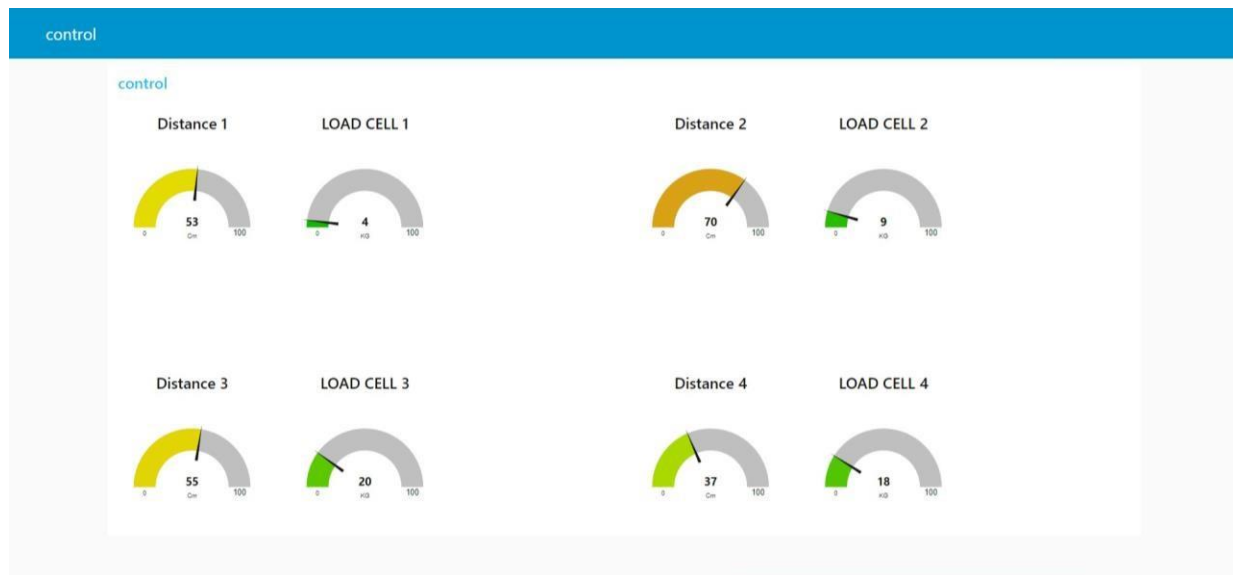 control
control
Distance 1
LOAD CELL 1
Distance 2
LOAD CELL 2
53
Cm
0
100
4
KG
0
100
70
Cm
0
100
9
KG
0
100
Distance 3
LOAD CELL 3
Distance 4
LOAD CELL 4
55
Cm
0
100
20
KG
0
100
37
Cm
0
100
18
KG
0
100